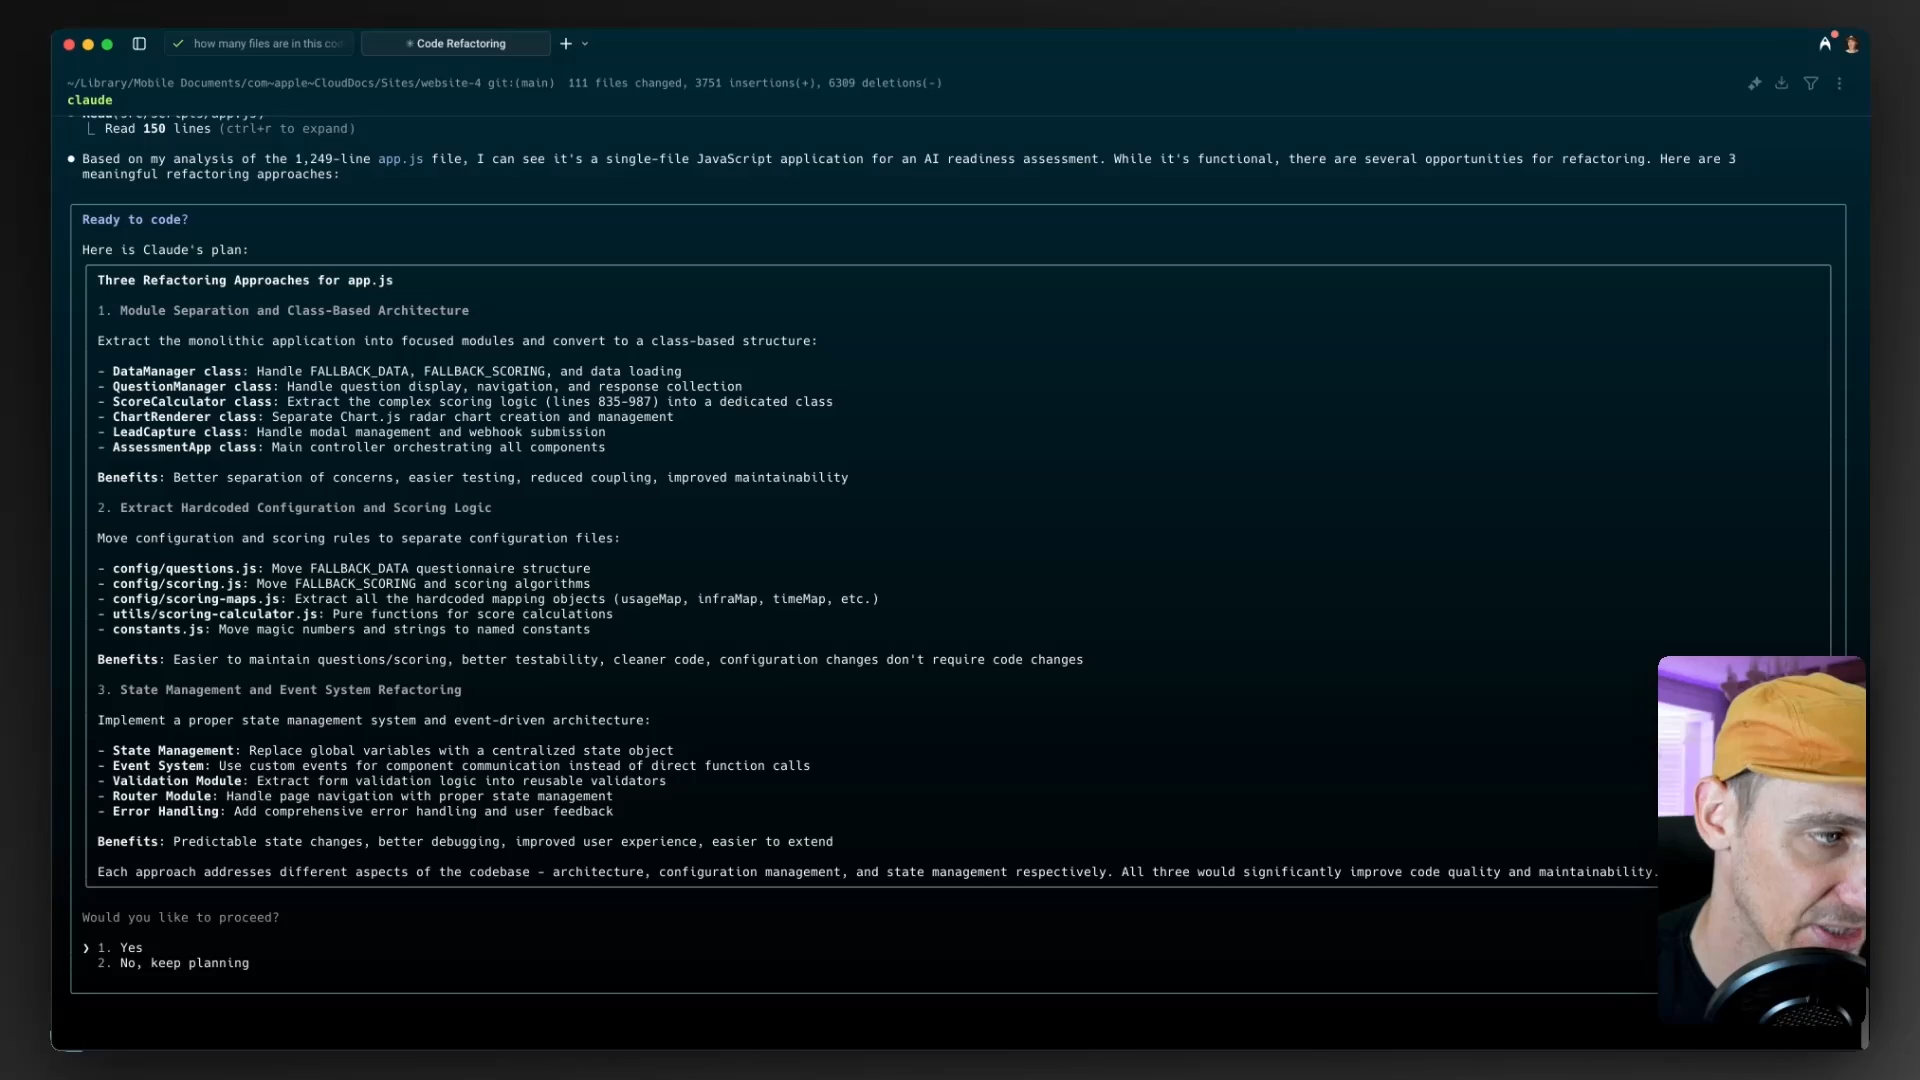 how many files are in this co
Code Refactoring
~/Library/Mobile Documents/com~apple~CloudDocs/Sites/website-4 git:(main) 111 files changed, 3751 insertions(+), 6309 deletions(-)
claude
Read(src/scripts/app.js)
Read 150 lines (ctrl+r to expand)
Based on my analysis of the 1,249-line app.js file, I can see it's a single-file JavaScript application for an AI readiness assessment. While it's functional, there are several opportunities for refactoring. Here are 3
meaningful refactoring approaches:
Ready to code?
Here is Claude's plan:
Three Refactoring Approaches for app.js
1. Module Separation and Class-Based Architecture
Extract the monolithic application into focused modules and convert to a class-based structure:
- DataManager class: Handle FALLBACK_DATA, FALLBACK_SCORING, and data loading
- QuestionManager class: Handle question display, navigation, and response collection
- ScoreCalculator class: Extract the complex scoring logic (lines 835-987) into a dedicated class
- ChartRenderer class: Separate Chart.js radar chart creation and management
- LeadCapture class: Handle modal management and webhook submission
- AssessmentApp class: Main controller orchestrating all components
Benefits: Better separation of concerns, easier testing, reduced coupling, improved maintainability
2. Extract Hardcoded Configuration and Scoring Logic
Move configuration and scoring rules to separate configuration files:
- config/questions.js: Move FALLBACK_DATA questionnaire structure
- config/scoring.js: Move FALLBACK_SCORING and scoring algorithms
- config/scoring-maps.js: Extract all the hardcoded mapping objects (usageMap, infraMap, timeMap, etc.)
- utils/scoring-calculator.js: Pure functions for score calculations
- constants.js: Move magic numbers and strings to named constants
Benefits: Easier to maintain questions/scoring, better testability, cleaner code, configuration changes don't require code changes
3. State Management and Event System Refactoring
Implement a proper state management system and event-driven architecture:
- State Management: Replace global variables with a centralized state object
- Event System: Use custom events for component communication instead of direct function calls
- Validation Module: Extract form validation logic into reusable validators
- Router Module: Handle page navigation with proper state management
- Error Handling: Add comprehensive error handling and user feedback
Benefits: Predictable state changes, better debugging, improved user experience, easier to extend
Each approach addresses different aspects of the codebase - architecture, configuration management, and state management respectively. All three would significantly improve code quality and maintainability.
Would you like to proceed?
❯ 1. Yes
2. No, keep planning